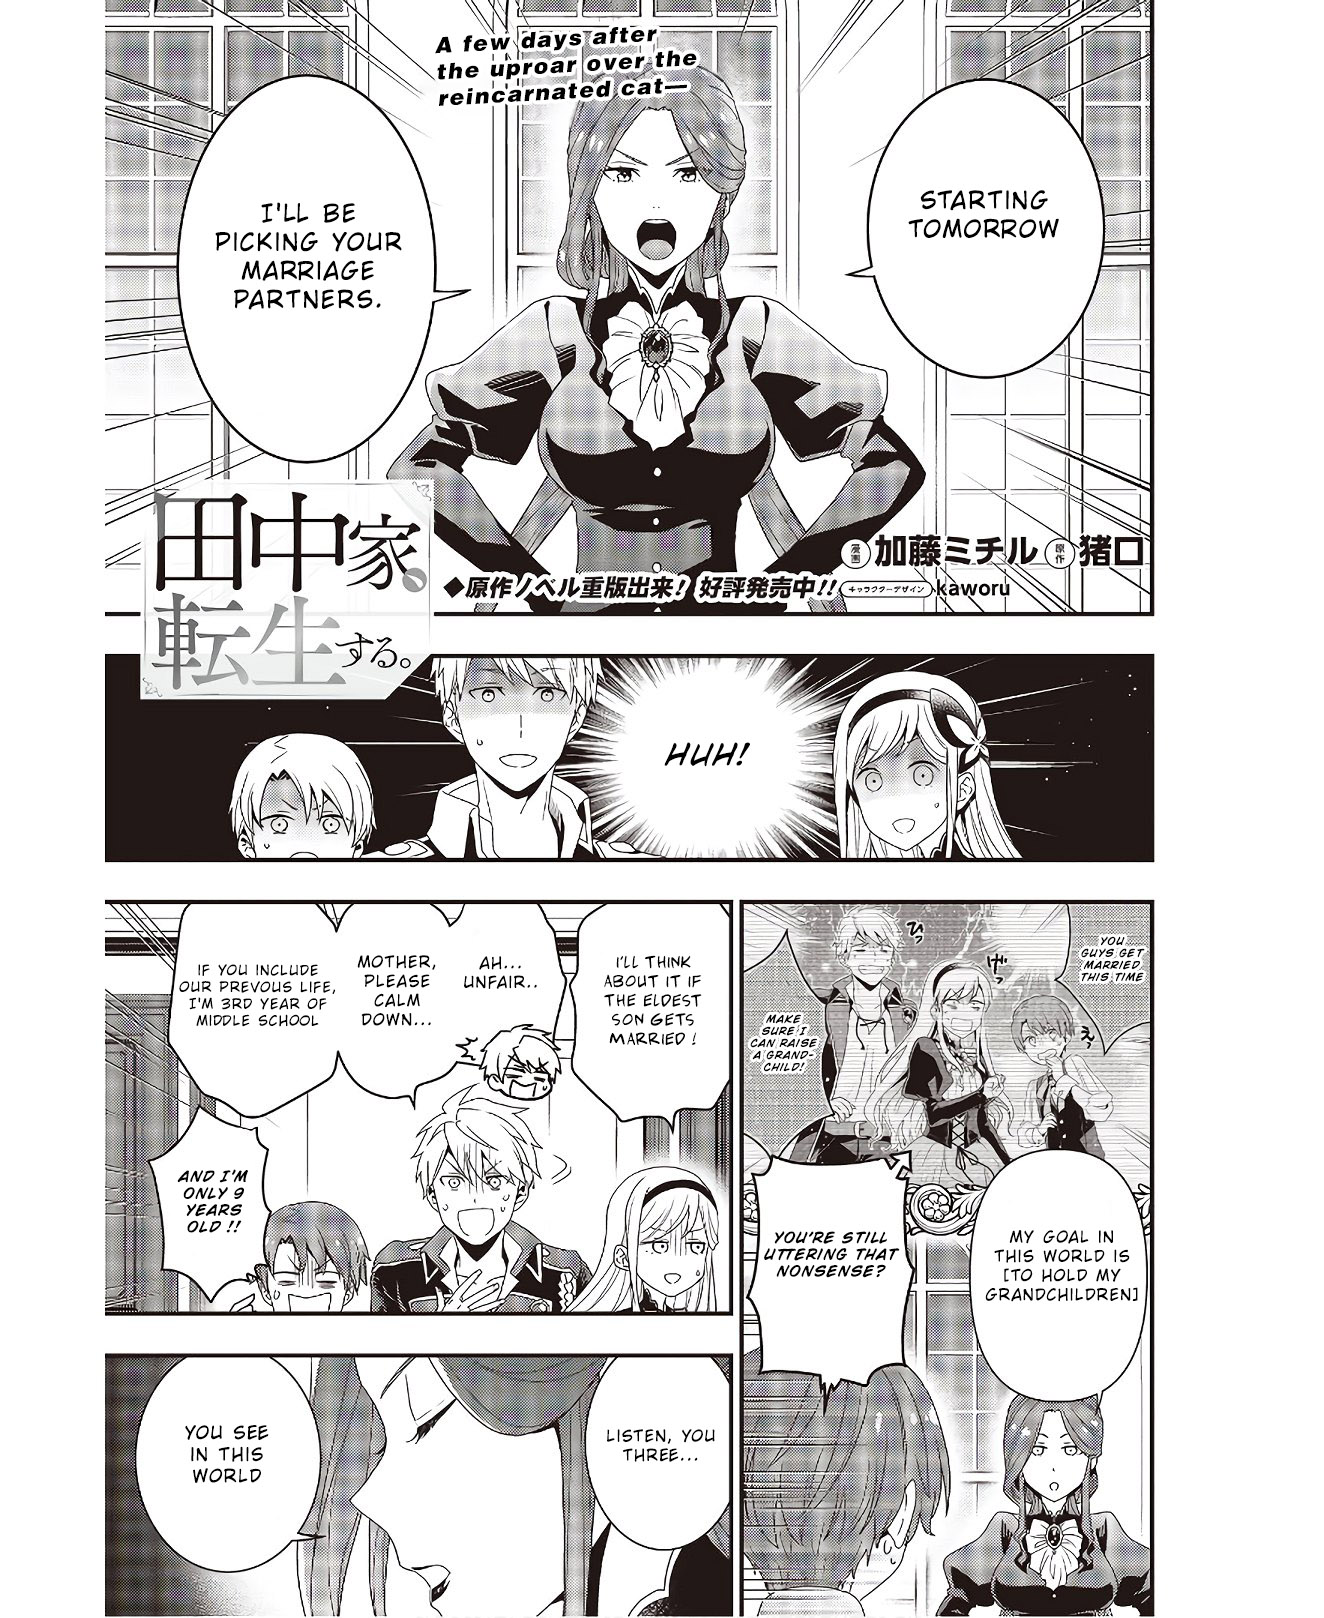 A few days after
the uproar over the
reincarnated cat—
STARTING
TOMORROW
I'LL BE
PICKING YOUR
MARRIAGE
PARTNERS.
田中家、
転生する。
漫画 加藤ミチル 原作 猪口
◆原作ノベル重版出来! 好評発売中!!
キャラクターデザイン kaworu
HUH!
YOU
GUYS GET
MARRIED
THIS TIME
ひっ
げっ
えっ
MAKE
SURE I
CAN RAISE
A GRAND-
CHILD!
MY GOAL IN
THIS WORLD IS
[TO HOLD MY
GRANDCHILDREN]
YOU'RE STILL
UTTERING THAT
NONSENSE?
I'LL THINK
ABOUT IT IF
THE ELDEST
SON GETS
MARRIED !
AH...
UNFAIR..
MOTHER,
PLEASE
CALM
DOWN...
IF YOU INCLUDE
OUR PREVOUS LIFE,
I'M 3RD YEAR OF
MIDDLE SCHOOL
AND I'M
ONLY 9
YEARS
OLD !!
LISTEN, YOU
THREE...
YOU SEE
IN THIS
WORLD